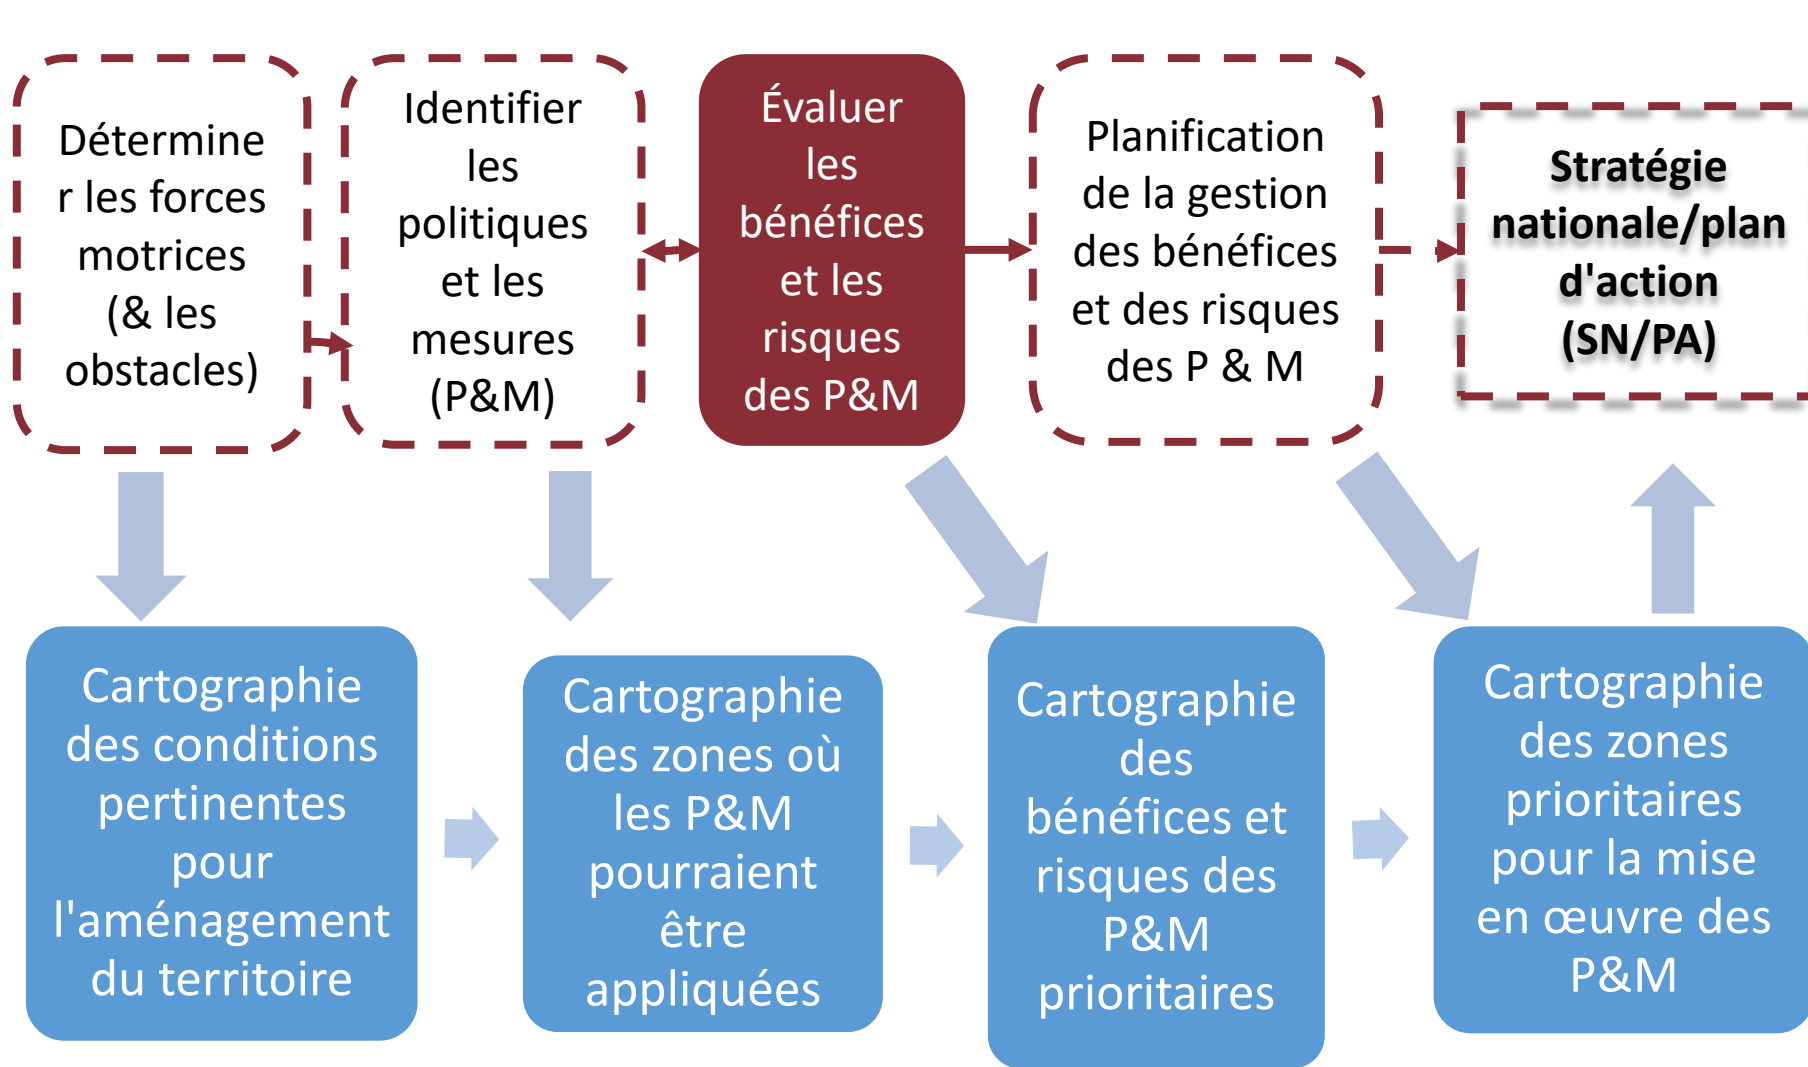 Détermine
r les forces
motrices
(& les
obstacles)
Identifier
les
politiques
et les
mesures
(P&M)
Évaluer
les
bénéfices
et les
risques
des P&M
Planification
de la gestion
des bénéfices
et des risques
des P & M
Stratégie
nationale/plan
d'action
(SN/PA)
Cartographie
des conditions
pertinentes
pour
l'aménagement
du territoire
Cartographie
des zones où
les P&M
pourraient
être
appliquées
Cartographie
des
bénéfices et
risques des
P&M
prioritaires
Cartographie
des zones
prioritaires
pour la mise
en œuvre des
P&M